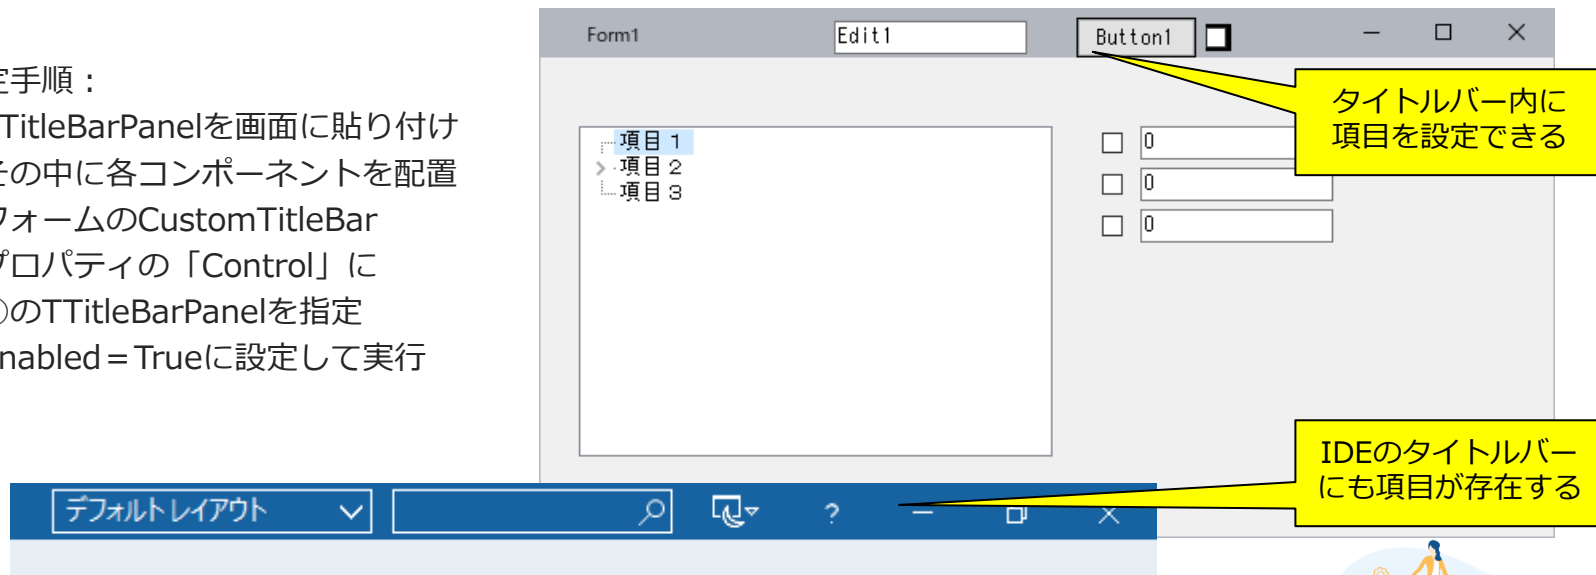 定手順：
TitleBarPanelを画面に貼り付け
その中に各コンポーネントを配置
フォームのCustomTitleBar
プロパティの「Control」に
のTTitleBarPanelを指定
nabled＝Trueに設定して実行
Form1
Edit1
Button1
タイトルバー内に
項目を設定できる
項目１
項目２
項目３
0
0
0
IDEのタイトルバー
にも項目が存在する
デフォルト レイアウト
?